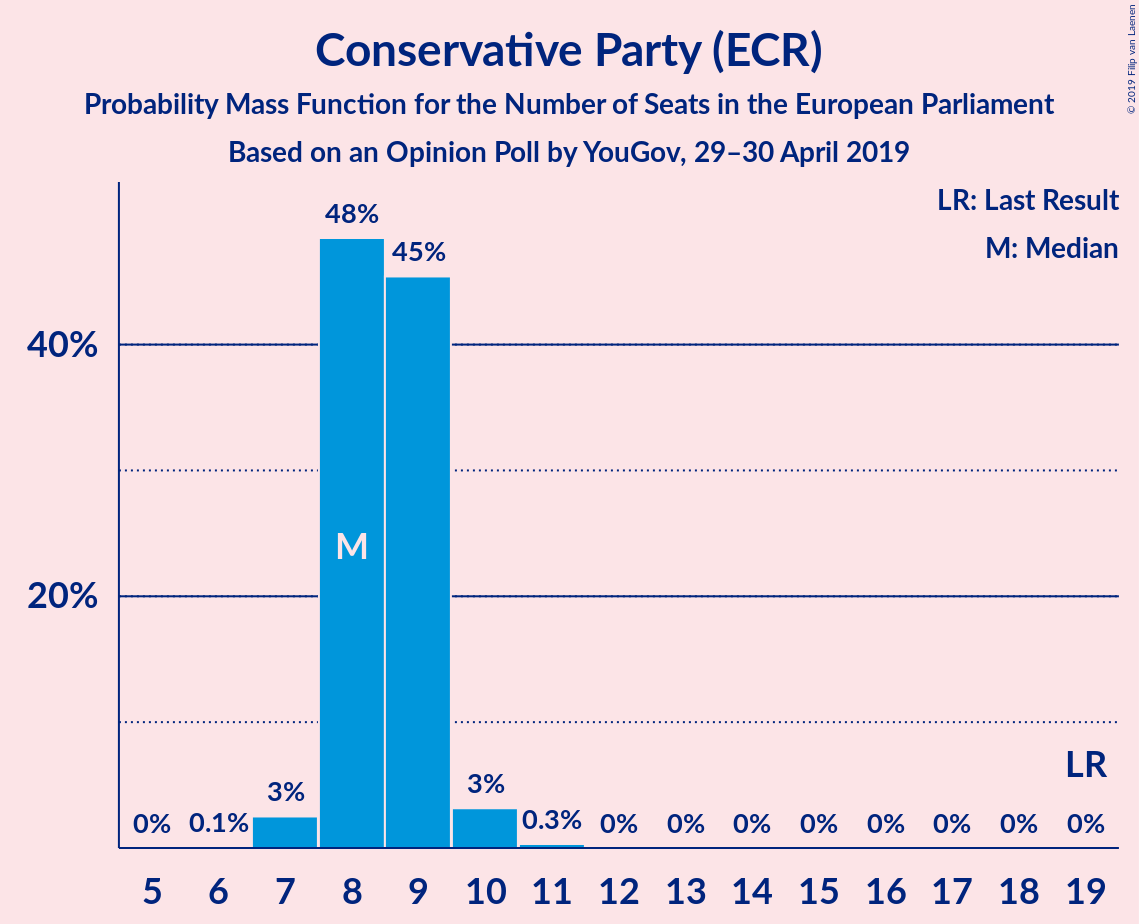 Conservative Party (ECR)
Probability Mass Function for the Number of Seats in the European Parliament
Based on an Opinion Poll by YouGov, 29–30 April 2019
© 2019 Filip van Laenen
LR: Last Result
M: Median
48%
45%
40%
M
20%
LR
0% 0.1% 3% 3% 0.3% 0% 0% 0% 0% 0% 0% 0% 0%
5 6 7 8 9 10 11 12 13 14 15 16 17 18 19